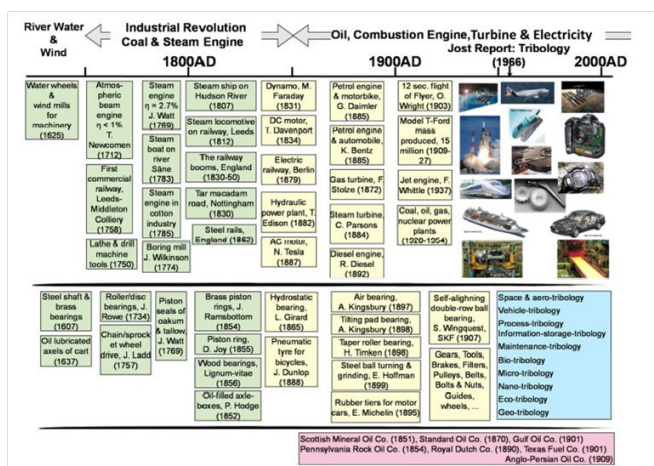 River Water
&
Wind
Industrial Revolution
Coal & Steam Engine
Oil, Combustion Engine,Turbine & Electricity
Jost Report: Tribology
(1966)
1800AD
1900AD
2000AD
Water wheels
&
wind mills
for
machinery
(1625)
Atmos-
pheric
beam
engine
η < 1%
T.
Newcomen
(1712)
First
commercial
railway,
Leeds-
Middleton
Colliery
(1758)
Lathe & drill
machine
tools (1750)
Steam
engine
η = 2.7%
J. Watt
(1769)
Steam
boat on
river
Sâne
(1783)
Steam
engine in
cotton
industry
(1785)
Boring mill
J. Wilkinson
(1774)
Steam ship on
Hudson River
(1807)
Steam locomotive
on railway, Leeds
(1812)
The railway
booms, England
(1830-50)
Tar macadam
road, Nottingham
(1830)
Steel rails,
England (1862)
Dynamo, M.
Faraday
(1831)
DC motor,
T. Davenport
(1834)
Electric
railway, Berlin
(1879)
Hydraulic
power plant, T.
Edison (1882)
AC motor,
N. Tesla
(1887)
Petrol engine
& motorbike,
G. Daimler
(1885)
Petrol engine
& automobile,
K. Bentz
(1885)
Gas turbine, F.
Stolze (1872)
Steam turbine,
C. Parsons
(1884)
Diesel engine,
R. Diesel
(1892)
12 sec. flight
of Flyer, O.
Wright (1903)
Model T-Ford
mass
produced, 15
million (1909-
27)
Jet engine, F.
Whittle (1937)
Coal, oil, gas,
nuclear power
plants
(1920-1954)
Steel shaft &
brass
bearings
(1607)
Oil lubricated
axels of cart
(1637)
Roller/disc
bearings, J.
Rowe (1734)
Chain/sprock
et wheel
drive, J. Ladd
(1757)
Piston
seals of
oakum
& tallow,
J. Watt
(1769)
Brass piston
rings, J.
Ramsbottom
(1854)
Piston ring,
D. Joy (1855)
Wood bearings,
Lignum-vitae
(1856)
Oil-filled axle-
boxes, P. Hodge
(1852)
Hydrostatic
bearing,
L. Girard
(1865)
Pneumatic
tyre for
bicycles,
J. Dunlop
(1888)
Air bearing,
A. Kingsbury (1897)
Tilting pad bearing,
A. Kingsbury (1898)
Taper roller bearing,
H. Timken (1898)
Steel ball turning &
grinding, E. Hoffman
(1899)
Rubber tiers for motor
cars, E. Michelin (1895)
Self-alighning
double-row ball
bearing,
S. Wingquest,
SKF (1907)
Gears, Tools,
Brakes, Filters,
Pulleys, Belts,
Bolts & Nuts,
Guides,
wheels, ...
Space & aero-tribology
Vehicle-tribology
Process-tribology
Information-storage-tribology
Maintenance-tribology
Bio-tribology
Micro-tribology
Nano-tribology
Eco-tribology
Geo-tribology
Scottish Mineral Oil Co. (1851), Standard Oil (1870), Gulf Oil Co. (1901)
Pennsylvania Rock Oil Co. (1854), Royal Dutch Co. (1890), Texas Fuel Co. (1901)
Anglo-Persian Oil Co. (1909)